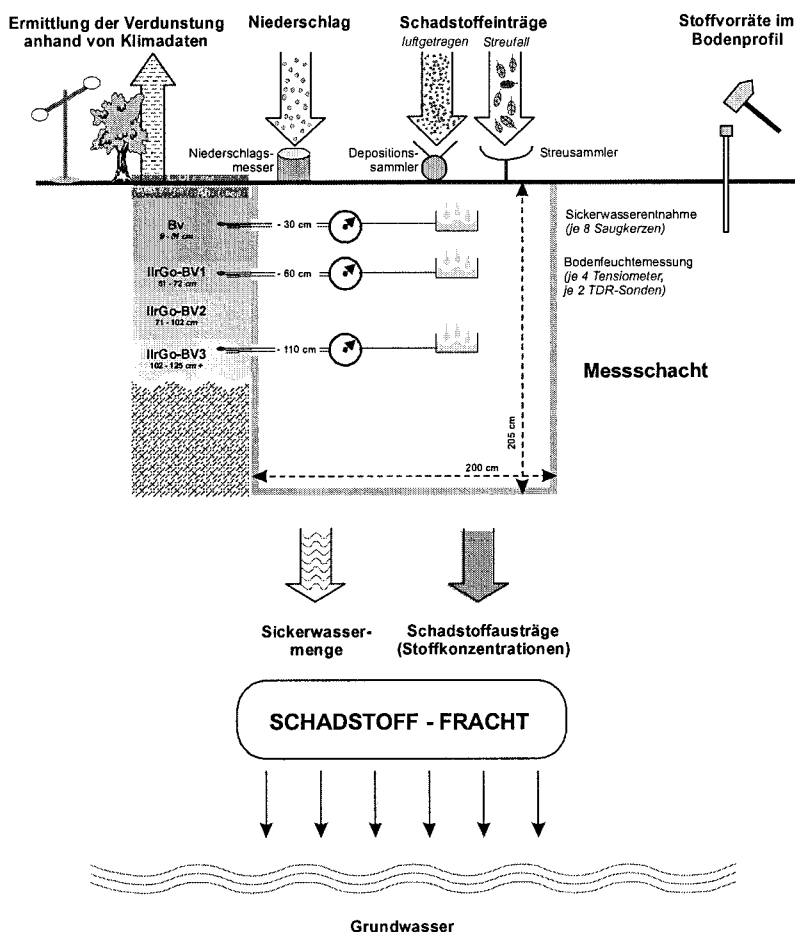 Ermittlung der Verdunstung
anhand von Klimadaten
Niederschlag
Schadstoffeinträge
luftgetragen Streufall
Stoffvorräte im
Bodenprofil
Niederschlags-
messer
Depositions-
sammler
Streusammler
Bv
- 30 cm
Sickerwasserentnahme
(je 8 Saugkerzen)
IIrGo-BV1
- 60 cm
Bodenfeuchtemessung
(je 4 Tensiometer,
je 2 TDR-Sonden)
IIrGo-BV2
71 - 102 cm
IIrGo-BV3
102 - 125 cm +
- 110 cm
Messschacht
205 cm
200 cm
Sickerwasser-
menge
Schadstoffausträge
(Stoffkonzentrationen)
SCHADSTOFF - FRACHT
Grundwasser